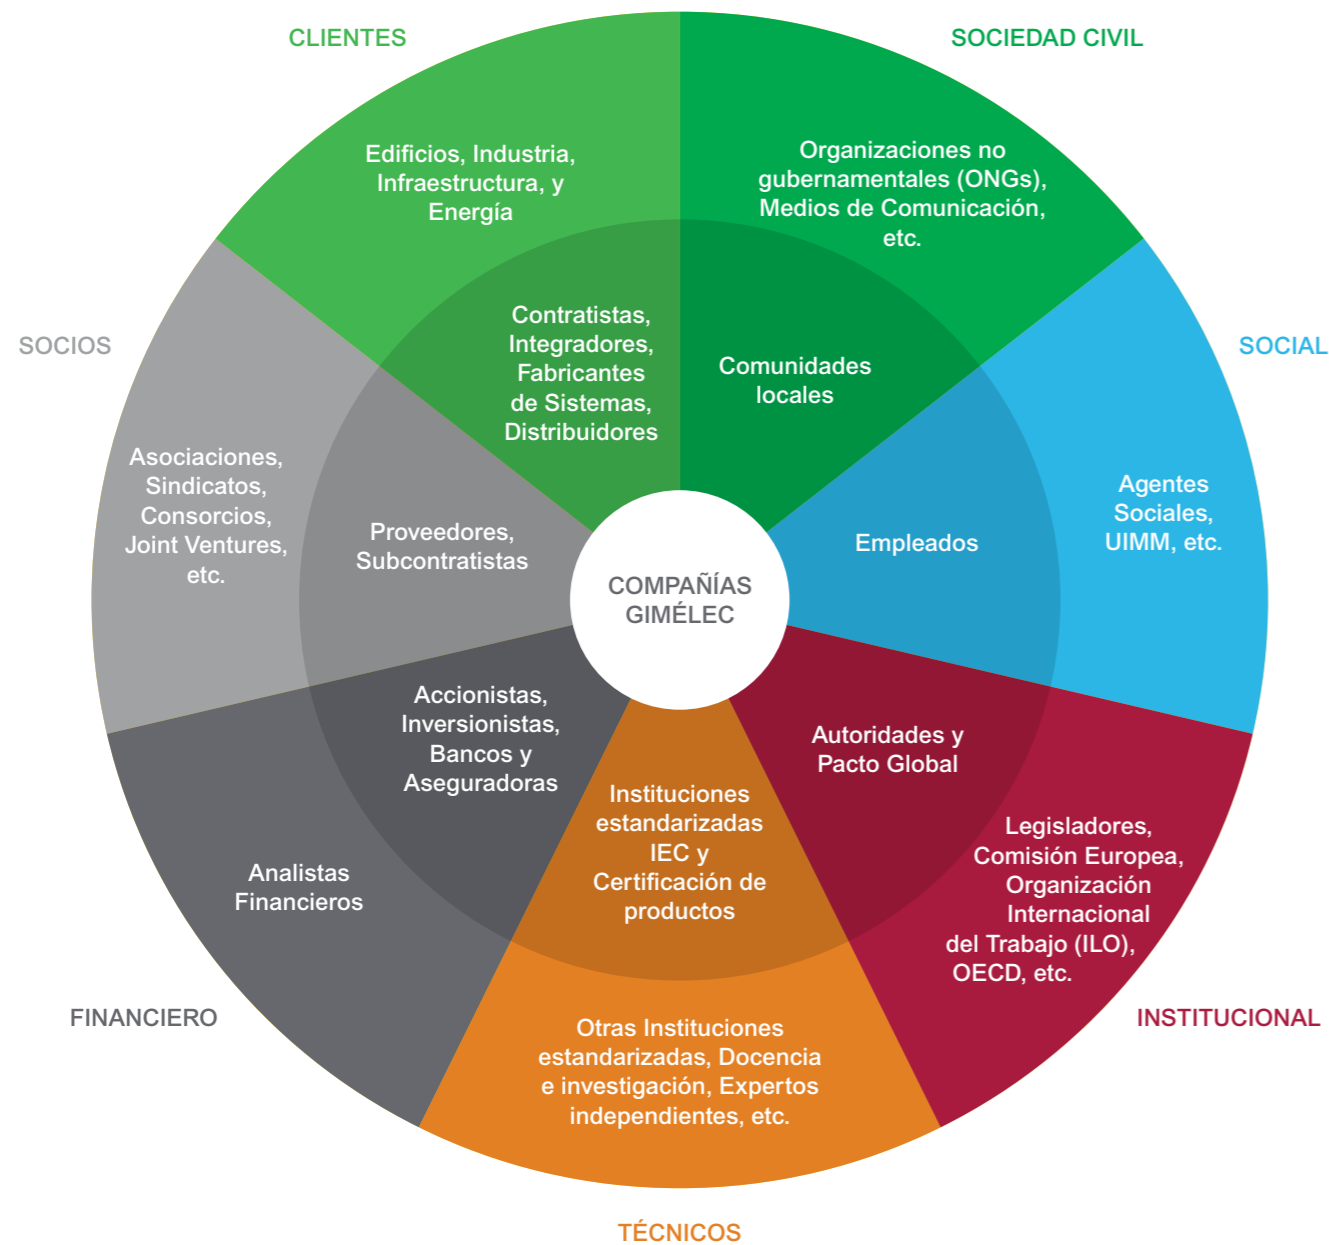 CLIENTES
Edificios, Industria,
Infraestructura, y
Energía
Contratistas,
Integradores,
Fabricantes
de Sistemas,
Distribuidores
SOCIEDAD CIVIL
Organizaciones no
gubernamentales (ONGs),
Medios de Comunicación,
etc.
Comunidades
locales
SOCIAL
Agentes
Sociales,
UIMM, etc.
Empleados
INSTITUCIONAL
Legisladores,
Comisión Europea,
Organización
Internacional
del Trabajo (ILO),
OECD, etc.
Autoridades y
Pacto Global
TÉCNICOS
Otras Instituciones
estandarizadas, Docencia
e investigación, Expertos
independientes, etc.
Instituciones
estandarizadas
IEC y
Certificación de
productos
FINANCIERO
Analistas
Financieros
Accionistas,
Inversionistas,
Bancos y
Aseguradoras
SOCIOS
Asociaciones,
Sindicatos,
Consorcios,
Joint Ventures,
etc.
Proveedores,
Subcontratistas
COMPAÑÍAS
GIMÉLEC